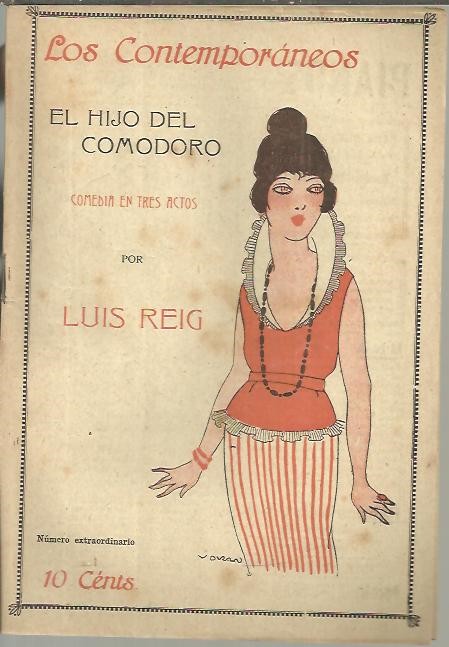 Los Contemporáneos
EL HIJO DEL
COMODORO
COMEDIA EN TRES ACTOS
POR
LUIS REIG
Número extraordinario
10 Cénts.